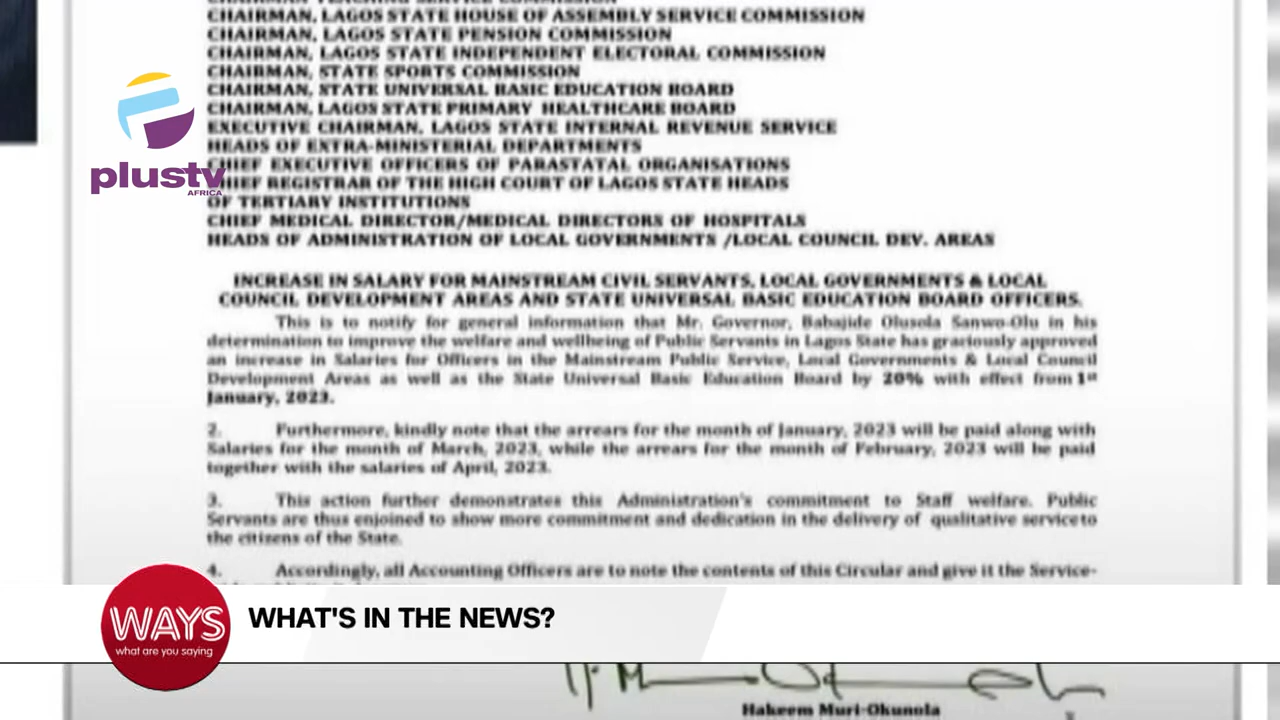 CHAIRMAN TEACHING SERVICE COMMISSION
CHAIRMAN, LAGOS STATE HOUSE OF ASSEMBLY SERVICE COMMISSION
CHAIRMAN, LAGOS STATE PENSION COMMISSION
CHAIRMAN, LAGOS STATE INDEPENDENT ELECTORAL COMMISSION
CHAIRMAN, STATE SPORTS COMMISSION
CHAIRMAN, STATE UNIVERSAL BASIC EDUCATION BOARD
CHAIRMAN, LAGOS STATE PRIMARY HEALTHCARE BOARD
EXECUTIVE CHAIRMAN, LAGOS STATE INTERNAL REVENUE SERVICE
HEADS OF EXTRA-MINISTERIAL DEPARTMENTS
CHIEF EXECUTIVE OFFICERS OF PARASTATAL ORGANISATIONS
CHIEF REGISTRAR OF THE HIGH COURT OF LAGOS STATE HEADS
OF TERTIARY INSTITUTIONS
CHIEF MEDICAL DIRECTOR/MEDICAL DIRECTORS OF HOSPITALS
HEADS OF ADMINISTRATION OF LOCAL GOVERNMENTS /LOCAL COUNCIL DEV. AREAS
plustv
AFRICA
INCREASE IN SALARY FOR MAINSTREAM CIVIL SERVANTS, LOCAL GOVERNMENTS & LOCAL
COUNCIL DEVELOPMENT AREAS AND STATE UNIVERSAL BASIC EDUCATION BOARD OFFICERS.
This is to notify for general information that Mr. Governor, Babajide Olusola Sanwo-Olu in his
determination to improve the welfare and wellbeing of Public Servants in Lagos State has graciously approved
an increase in Salaries for Officers in the Mainstream Public Service, Local Governments & Local Council
Development Areas as well as the State Universal Basic Education Board by 20% with effect from 1st
January, 2023.
2. Furthermore, kindly note that the arrears for the month of January, 2023 will be paid along with
Salaries for the month of March, 2023, while the arrears for the month of February, 2023 will be paid
together with the salaries of April, 2023.
3. This action further demonstrates this Administration's commitment to Staff welfare. Public
Servants are thus enjoined to show more commitment and dedication in the delivery of qualitative service to
the citizens of the State.
4. Accordingly, all Accounting Officers are to note the contents of this Circular and give it the Service-
WAYS
what are you saying
WHAT'S IN THE NEWS?
Hakeem Muri-Okunola